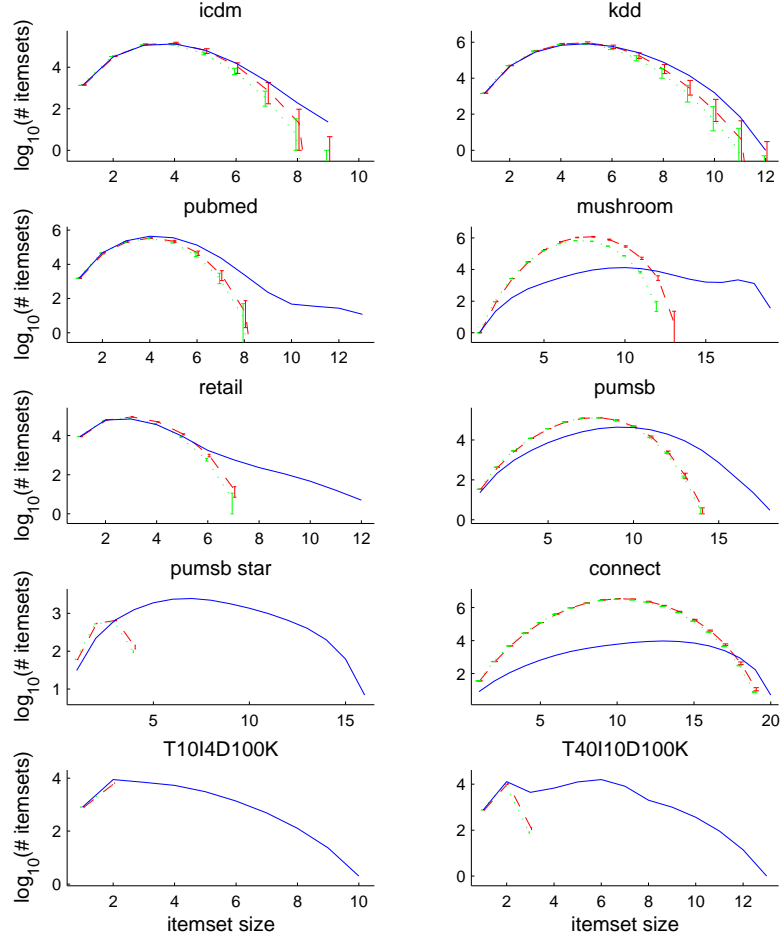 icdm
kdd
log10(# itemsets)
4
2
0
2 4 6 8 10
6
4
2
0
2 4 6 8 10 12
pubmed
mushroom
log10(# itemsets)
6
4
2
0
2 4 6 8 10 12
6
4
2
0
5 10 15
retail
pumsb
log10(# itemsets)
4
2
0
2 4 6 8 10 12
4
2
0
5 10 15 20
pumsb star
connect
log10(# itemsets)
3
2
1
5 10 15
6
4
2
5 10 15 20
T10I4D100K
T40I10D100K
log10(# itemsets)
4
2
0
2 4 6 8 10
4
2
0
2 4 6 8 10 12
itemset size
itemset size